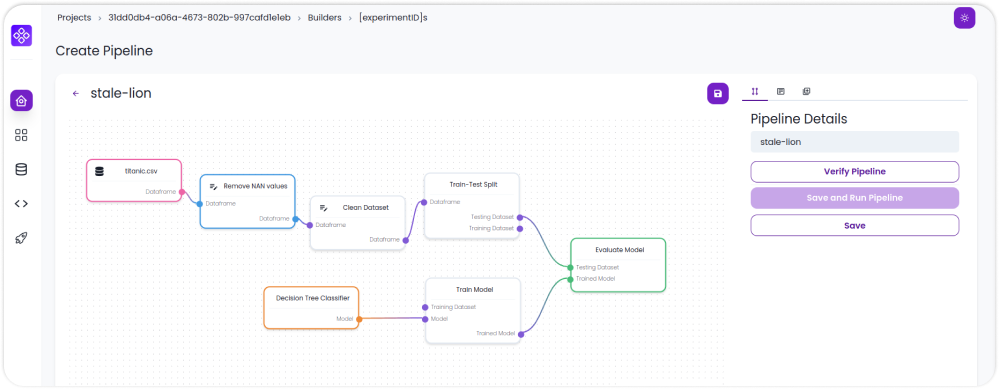 Projects › 31dd0db4-a06a-4673-802b-997cafd1e1eb › Builders › [experimentID]s
Create Pipeline
← stale-lion
Pipeline Details
stale-lion
Verify Pipeline
Save and Run Pipeline
Save
titanic.csv
Dataframe
Remove NAN values
Dataframe
Dataframe
Clean Dataset
Dataframe
Dataframe
Train-Test Split
Dataframe
Testing Dataset
Training Dataset
Evaluate Model
Testing Dataset
Trained Model
Decision Tree Classifier
Model
Train Model
Training Dataset
Model
Trained Model